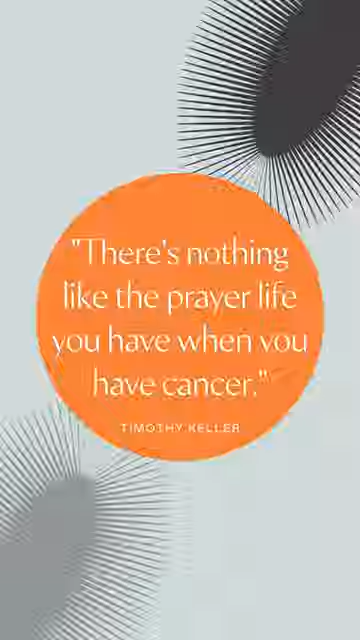 "There's nothing
like the prayer life
you have when you
have cancer."
TIMOTHY KELLER